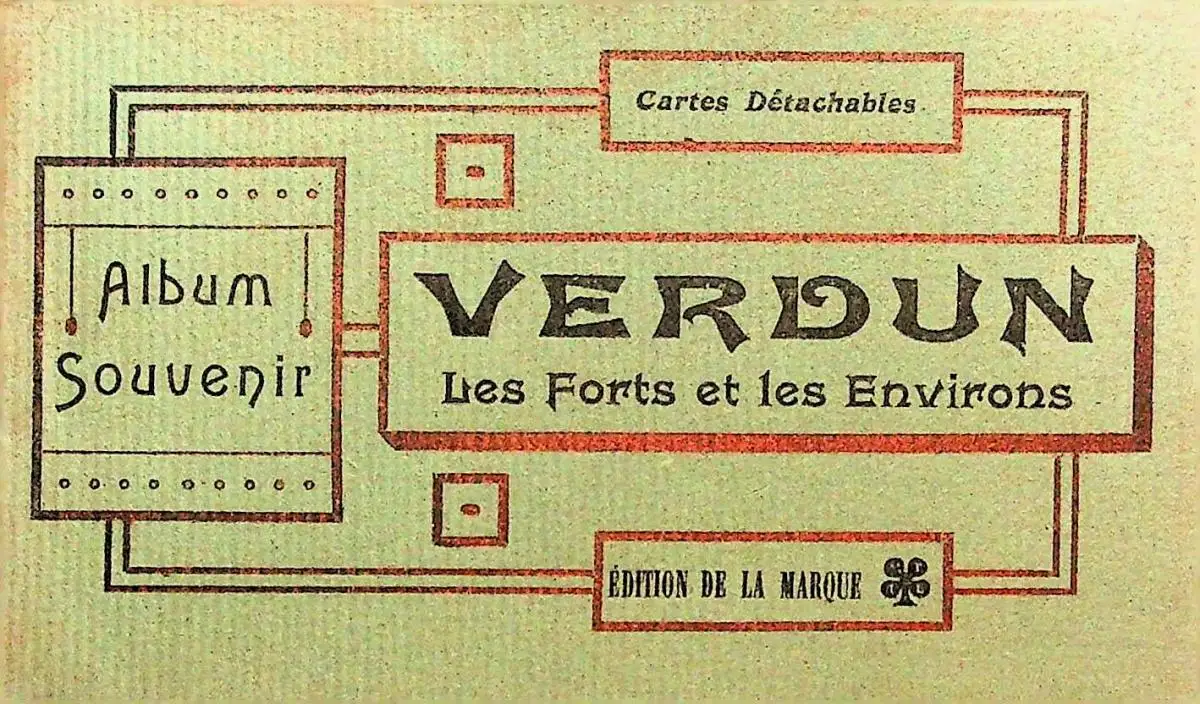 Cartes Détachables
Album
Souvenir
VERDUN
Les Forts et les Environs
ÉDITION DE LA MARQUE